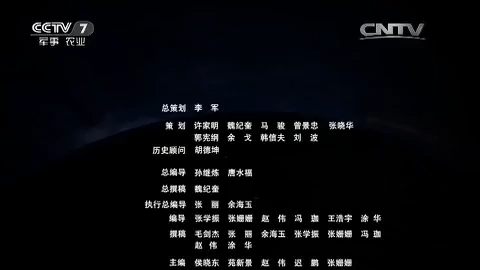 CCTV 7
军事 农业
CNTV
总策划 李 军
策 划 许家明 魏纪奎 马 骏 曾景忠 张晓华
郭宪纲 余 戈 韩信夫 刘 波
历史顾问 胡德坤
总编导 孙继炼 唐水福
总撰稿 魏纪奎
执行总编导 张 丽 余海玉
编导 张学振 张姗姗 赵 伟 冯 珈 王浩宇 涂 华
撰稿 毛剑杰 张 丽 余海玉 张学振 张姗姗 冯 珈
赵 伟 涂 华
主编 侯晓东 苑新景 赵 伟 迟 鹏 张姗姗